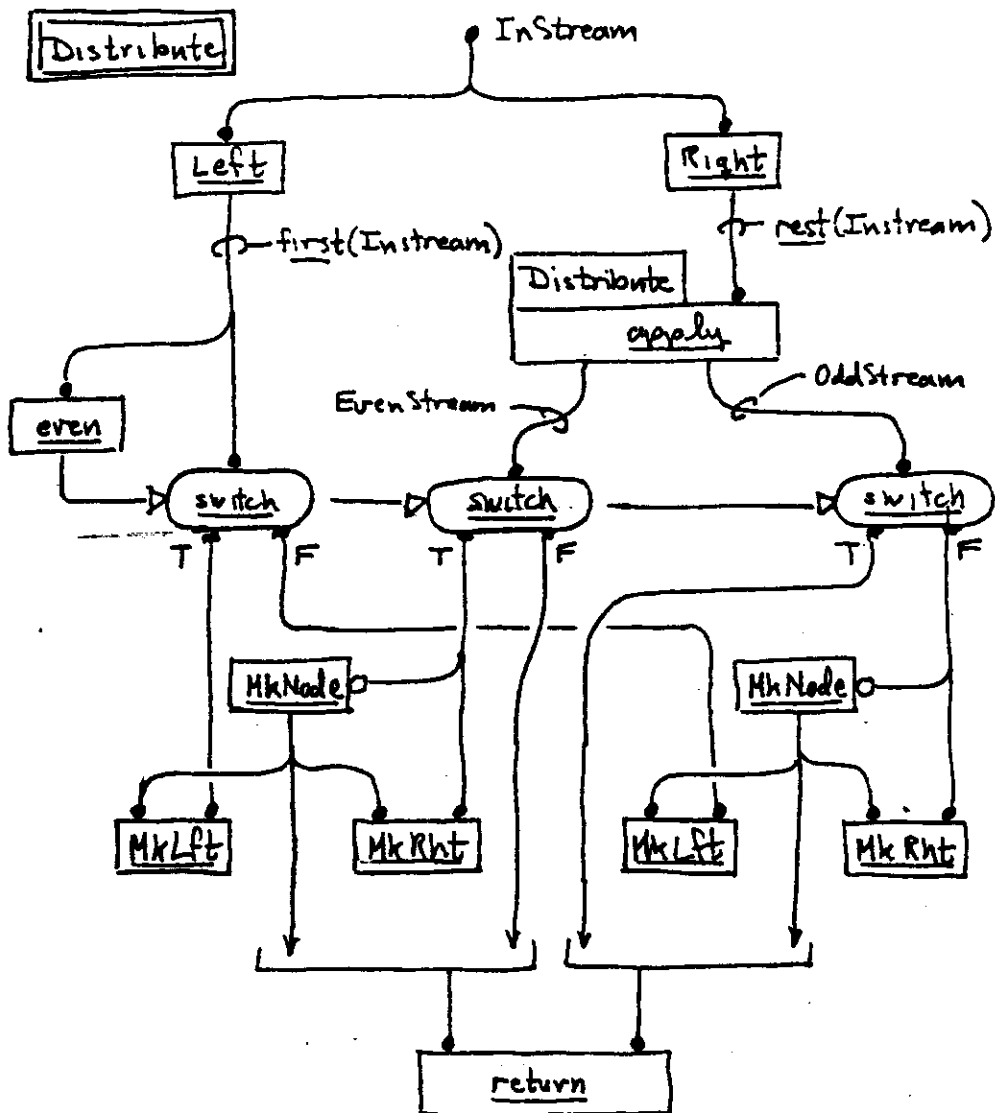 Distribute
InStream
Left
Right
first(Instream)
rest(Instream)
Distribute
apply
EvenStream
OddStream
even
switch
switch
switch
T
F
T
F
T
F
MkNode
MkNode
MkLft
MkRht
MkLft
MkRht
return